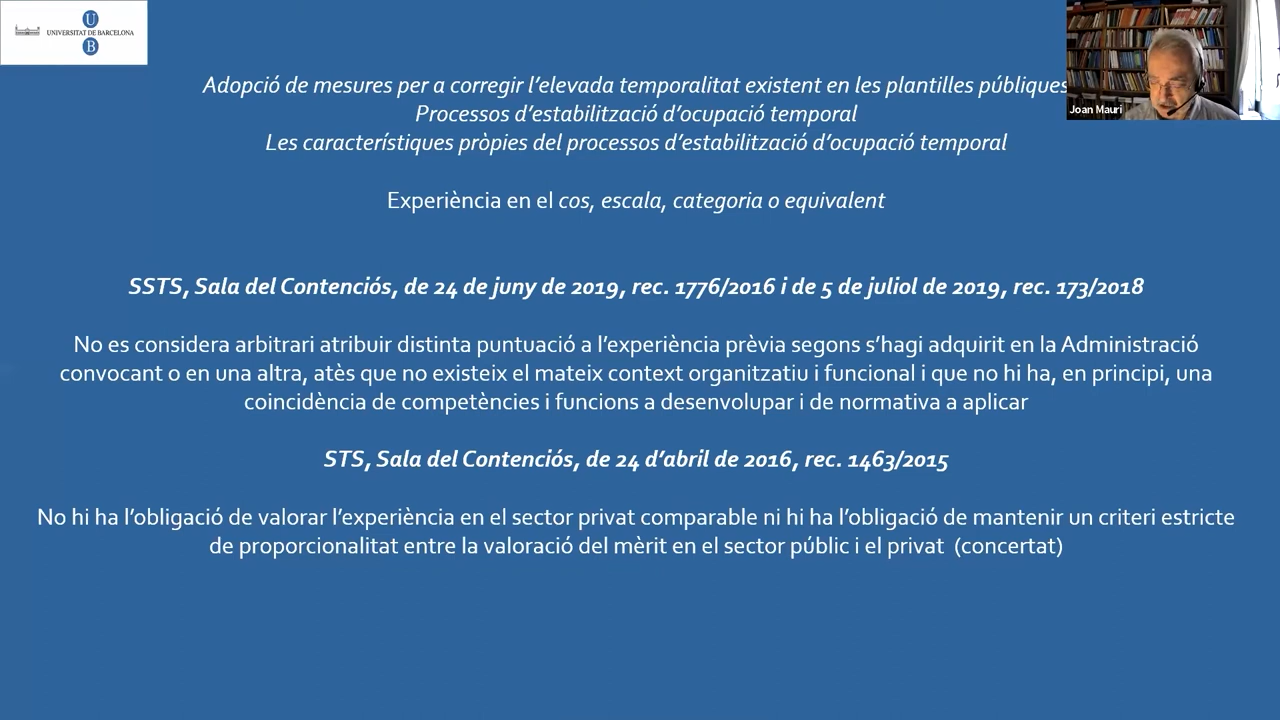 U
UNIVERSITAT DE BARCELONA
B
Joan Mauri
Adopció de mesures per a corregir l’elevada temporalitat existent en les plantilles públiques
Processos d’estabilització d’ocupació temporal
Les característiques pròpies del processos d’estabilització d’ocupació temporal
Experiència en el cos, escala, categoria o equivalent
SSTS, Sala del Contenciós, de 24 de juny de 2019, rec. 1776/2016 i de 5 de juliol de 2019, rec. 173/2018
No es considera arbitrari atribuir distinta puntuació a l’experiència prèvia segons s’hagi adquirit en la Administració
convocant o en una altra, atès que no existeix el mateix context organitzatiu i funcional i que no hi ha, en principi, una
coincidència de competències i funcions a desenvolupar i de normativa a aplicar
STS, Sala del Contenciós, de 24 d’abril de 2016, rec. 1463/2015
No hi ha l’obligació de valorar l’experiència en el sector privat comparable ni hi ha l’obligació de mantenir un criteri estricte
de proporcionalitat entre la valoració del mèrit en el sector públic i el privat (concertat)